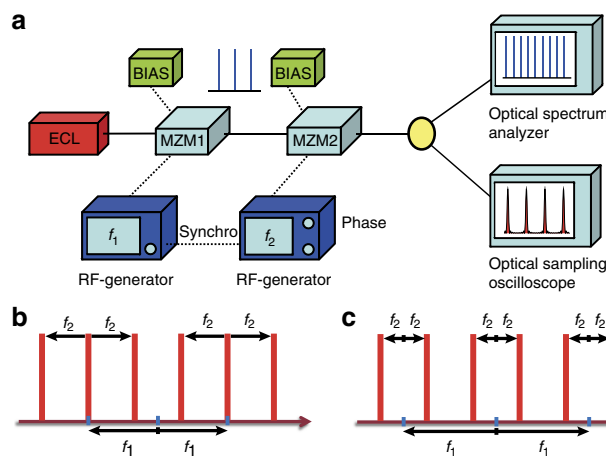 a
BIAS
BIAS
ECL
MZM1
MZM2
Optical spectrum
analyzer
f1
Synchro
f2
Phase
RF-generator
RF-generator
Optical sampling
oscilloscope
b
f2 f2 f2 f2
f1 f1
c
f2 f2 f2 f2 f2 f2
f1 f1